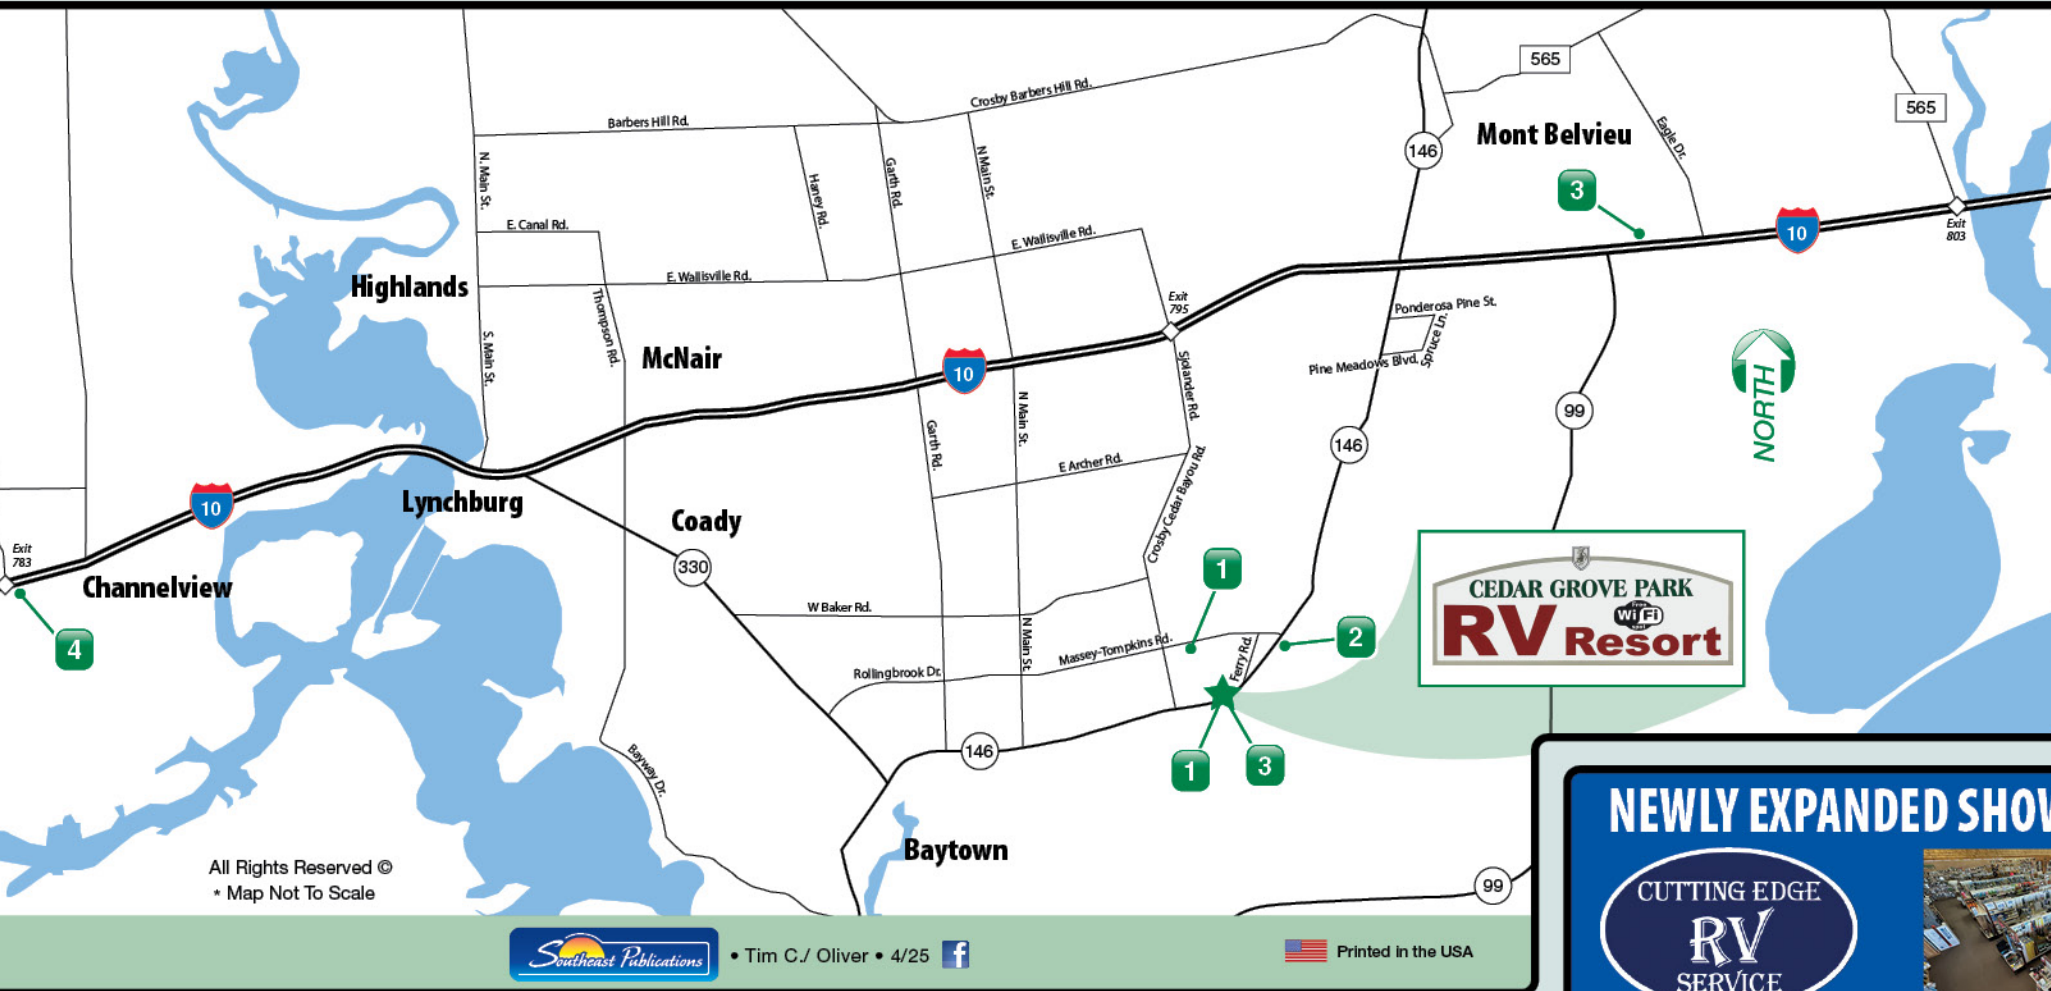 565
Crosby Barbers Hill Rd.
565
Barbers Hill Rd.
Mont Belvieu
Eagle Dr.
146
N. Main St.
Haney Rd.
Garth Rd.
N Main St.
3
E. Canal Rd.
E. Wallisville Rd.
10
Exit
803
Highlands
E. Wallisville Rd.
Thompson Rd.
Exit
795
Ponderosa Pine St.
Spruce Ln.
Pine Meadows Blvd.
S. Main St.
McNair
10
Sjolander Rd.
NORTH
99
146
N Main St.
Garth Rd.
E Archer Rd.
Crosby Cedar Bayou Rd.
10
Lynchburg
Coady
Exit
783
Channelview
330
4
1
W Baker Rd.
2
N Main St.
Massey-Tompkins Rd.
Ferry Rd.
Rollingbrook Dr.
CEDAR GROVE PARK
RV Resort
Free
WiFi
146
1
3
Bayway Dr.
Baytown
99
All Rights Reserved ©
* Map Not To Scale
Southeast Publications
• Tim C./ Oliver • 4/25
f
Printed in the USA
NEWLY EXPANDED SHOW
CUTTING EDGE
RV
SERVICE